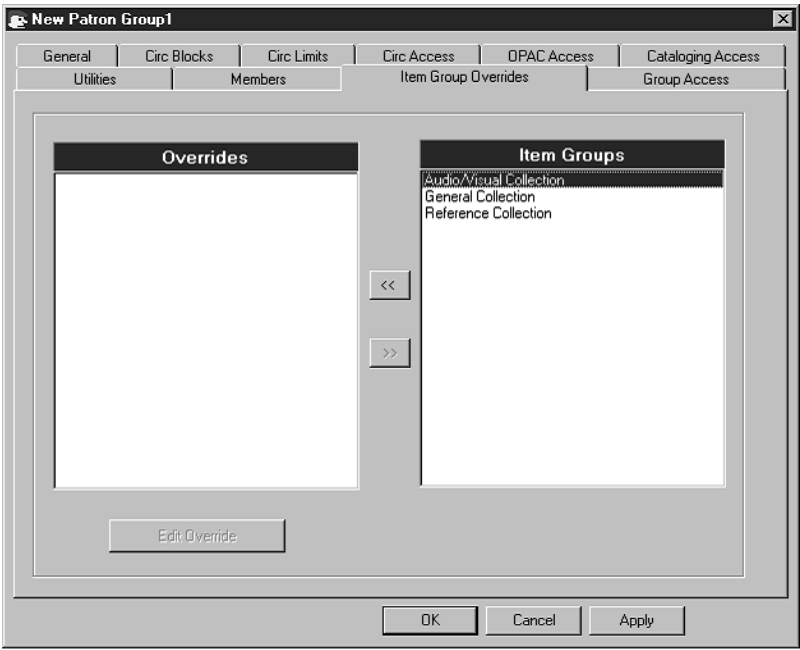 New Patron Group1
General Circ Blocks Circ Limits Circ Access OPAC Access Cataloging Access
Utilities Members Item Group Overrides Group Access
Overrides
Item Groups
Audio/Visual Collection
General Collection
Reference Collection
<<
>>
Edit Override
OK Cancel Apply